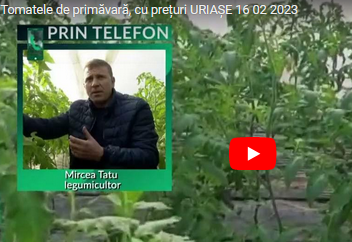 Tomatele de primăvară, cu prețuri URIAȘE 16 02 2023
PRIN TELEFON
Mircea Tatu
legumicultor